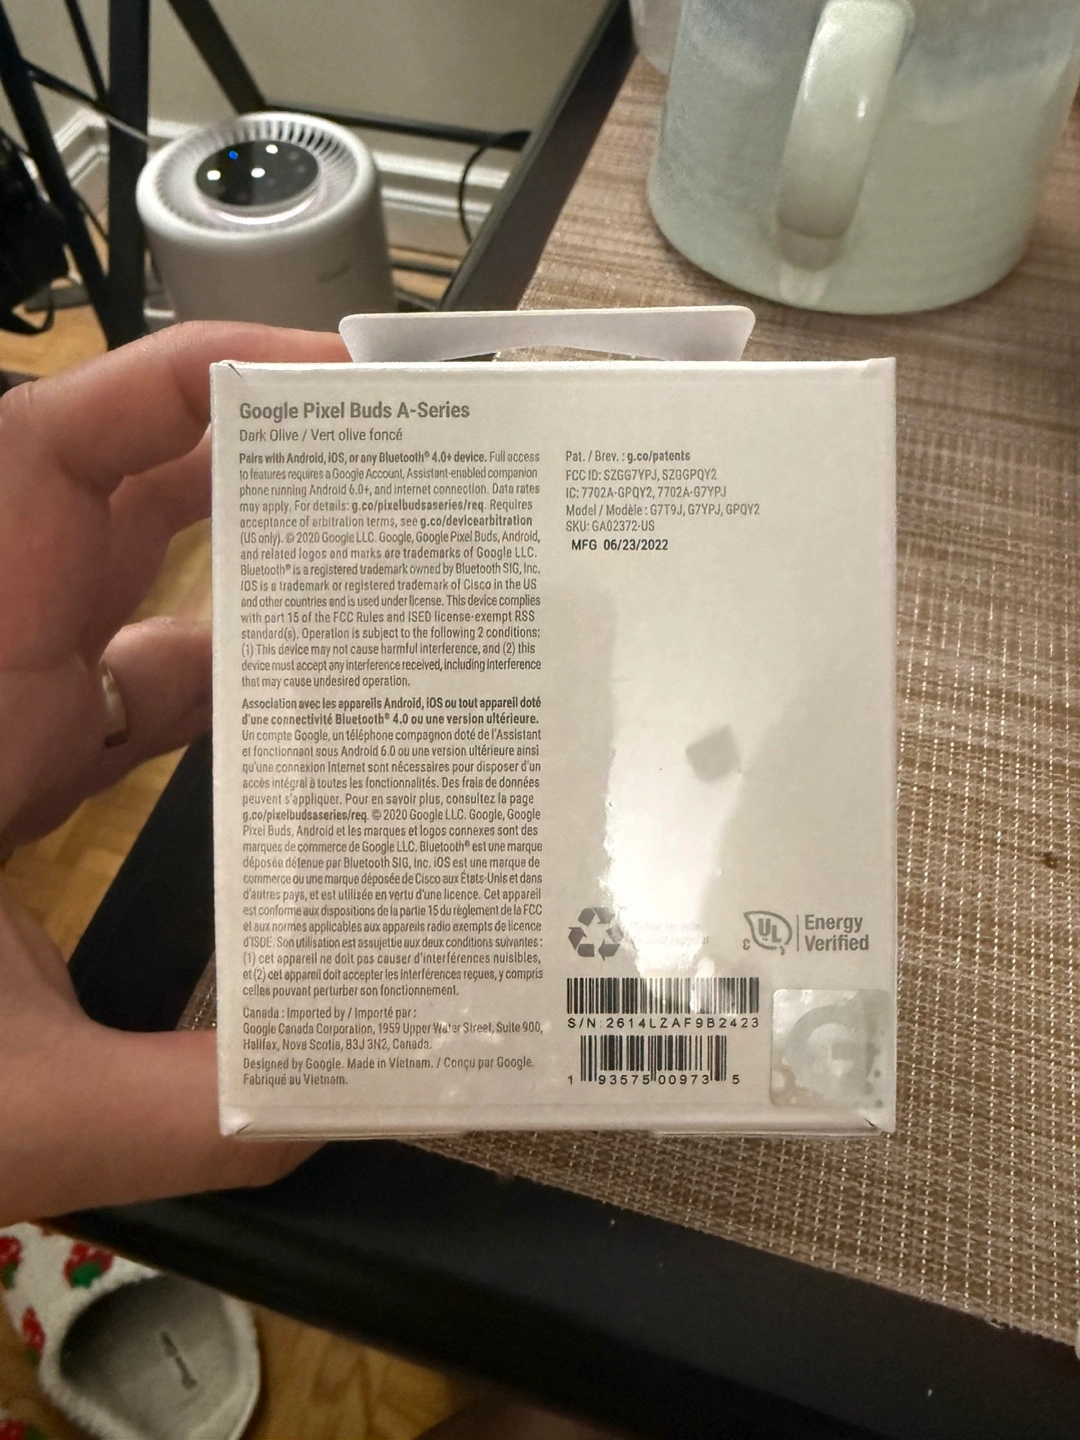 Google Pixel Buds A-Series
Dark Olive / Vert olive foncé
Pairs with Android, iOS, or any Bluetooth® 4.0+ device. Full access
to features requires a Google Account, Assistant-enabled companion
phone running Android 6.0+, and internet connection. Data rates
may apply. For details: g.co/pixelbudsaseries/req. Requires
acceptance of arbitration terms, see g.co/devicearbitration
(US only). © 2020 Google LLC. Google, Google Pixel Buds, Android,
and related logos and marks are trademarks of Google LLC.
Bluetooth® is a registered trademark owned by Bluetooth SIG, Inc.
IOS is a trademark or registered trademark of Cisco in the US
and other countries and is used under license. This device complies
with part 15 of the FCC Rules and ISED license-exempt RSS
standard(s). Operation is subject to the following 2 conditions:
(1) This device may not cause harmful interference, and (2) this
device must accept any interference received, including interference
that may cause undesired operation.
Association avec les appareils Android, iOS ou tout appareil doté
d'une connectivité Bluetooth® 4.0 ou une version ultérieure.
Un compte Google, un téléphone compagnon doté de l'Assistant
et fonctionnant sous Android 6.0 ou une version ultérieure ainsi
qu'une connexion Internet sont nécessaires pour disposer d'un
accès intégral à toutes les fonctionnalités. Des frais de données
peuvent s'appliquer. Pour en savoir plus, consultez la page
g.co/pixelbudsaseries/req. © 2020 Google LLC. Google, Google
Pixel Buds, Android et les marques et logos connexes sont des
marques de commerce de Google LLC. Bluetooth® est une marque
déposée détenue par Bluetooth SIG, Inc. iOS est une marque de
commerce ou une marque déposée de Cisco aux États-Unis et dans
d'autres pays, et est utilisée en vertu d'une licence. Cet appareil
est conforme aux dispositions de la partie 15 du règlement de la FCC
et aux normes applicables aux appareils radio exempts de licence
d'ISDE. Son utilisation est assujettie aux deux conditions suivantes :
(1) cet appareil ne doit pas causer d'interférences nuisibles,
et (2) cet appareil doit accepter les interférences reçues, y compris
celles pouvant perturber son fonctionnement.
Canada : Imported by / Importé par :
Google Canada Corporation, 1959 Upper Water Street, Suite 900,
Halifax, Nova Scotia, B3J 3N2, Canada.
Designed by Google. Made in Vietnam. / Conçu par Google.
Fabriqué au Vietnam.
Pat. / Brev. : g.co/patents
FCC ID: SZGG7YPJ, SZGGPQY2
IC: 7702A-GPQY2, 7702A-G7YPJ
Model / Modèle : G7T9J, G7YPJ, GPQY2
SKU: GA02372-US
MFG 06/23/2022
c UL Energy
Verified
S/N:2614LZAF9B2423
1 93575 00973 5
G